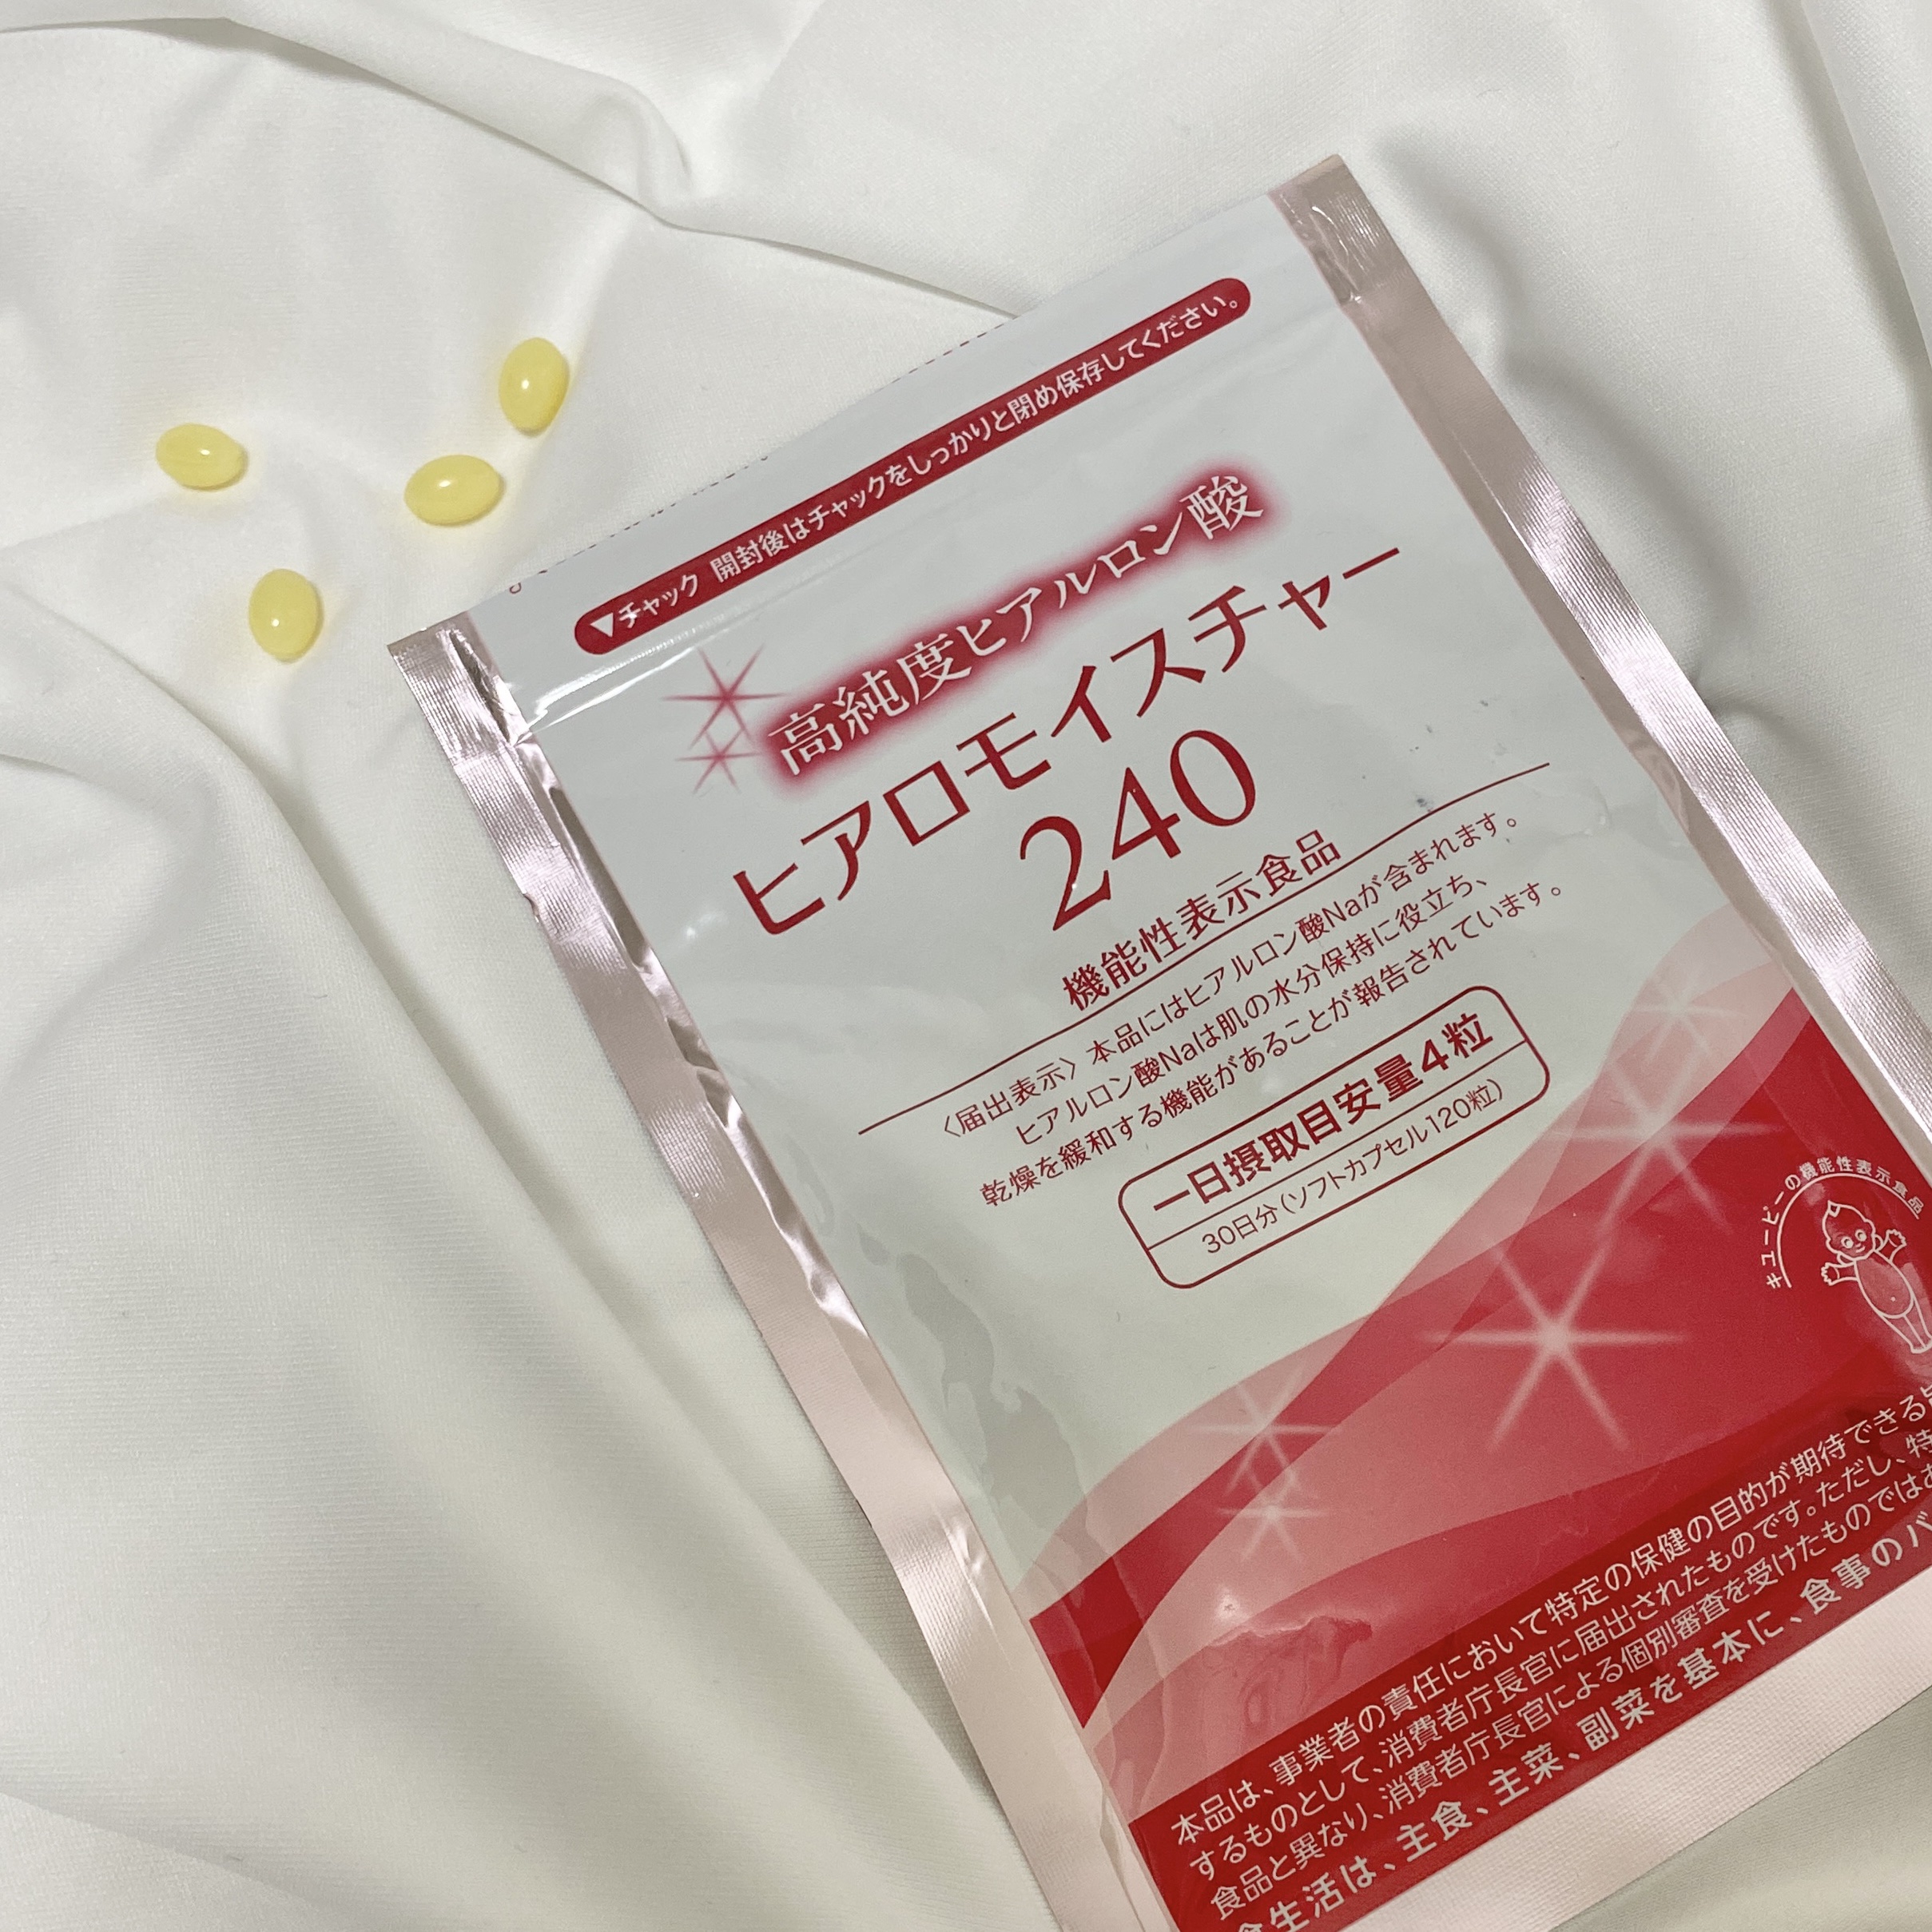 ▽チャック 開封後はチャックをしっかりと閉め保存してください。
高純度ヒアルロン酸
ヒアロモイスチャー
240
機能性表示食品
〈届出表示〉本品にはヒアルロン酸Naが含まれます。
ヒアルロン酸Naは肌の水分保持に役立ち、
乾燥を緩和する機能があることが報告されています。
一日摂取目安量4粒
30日分(ソフトカプセル120粒)
キユーピーの機能性表示食品
本品は、事業者の責任において特定の保健の目的が期待できる旨
するものとして、消費者庁長官に届出されたものです。ただし、特
食品と異なり、消費者庁長官による個別審査を受けたものではあ
食生活は、主食、主菜、副菜を基本に、食事のバ